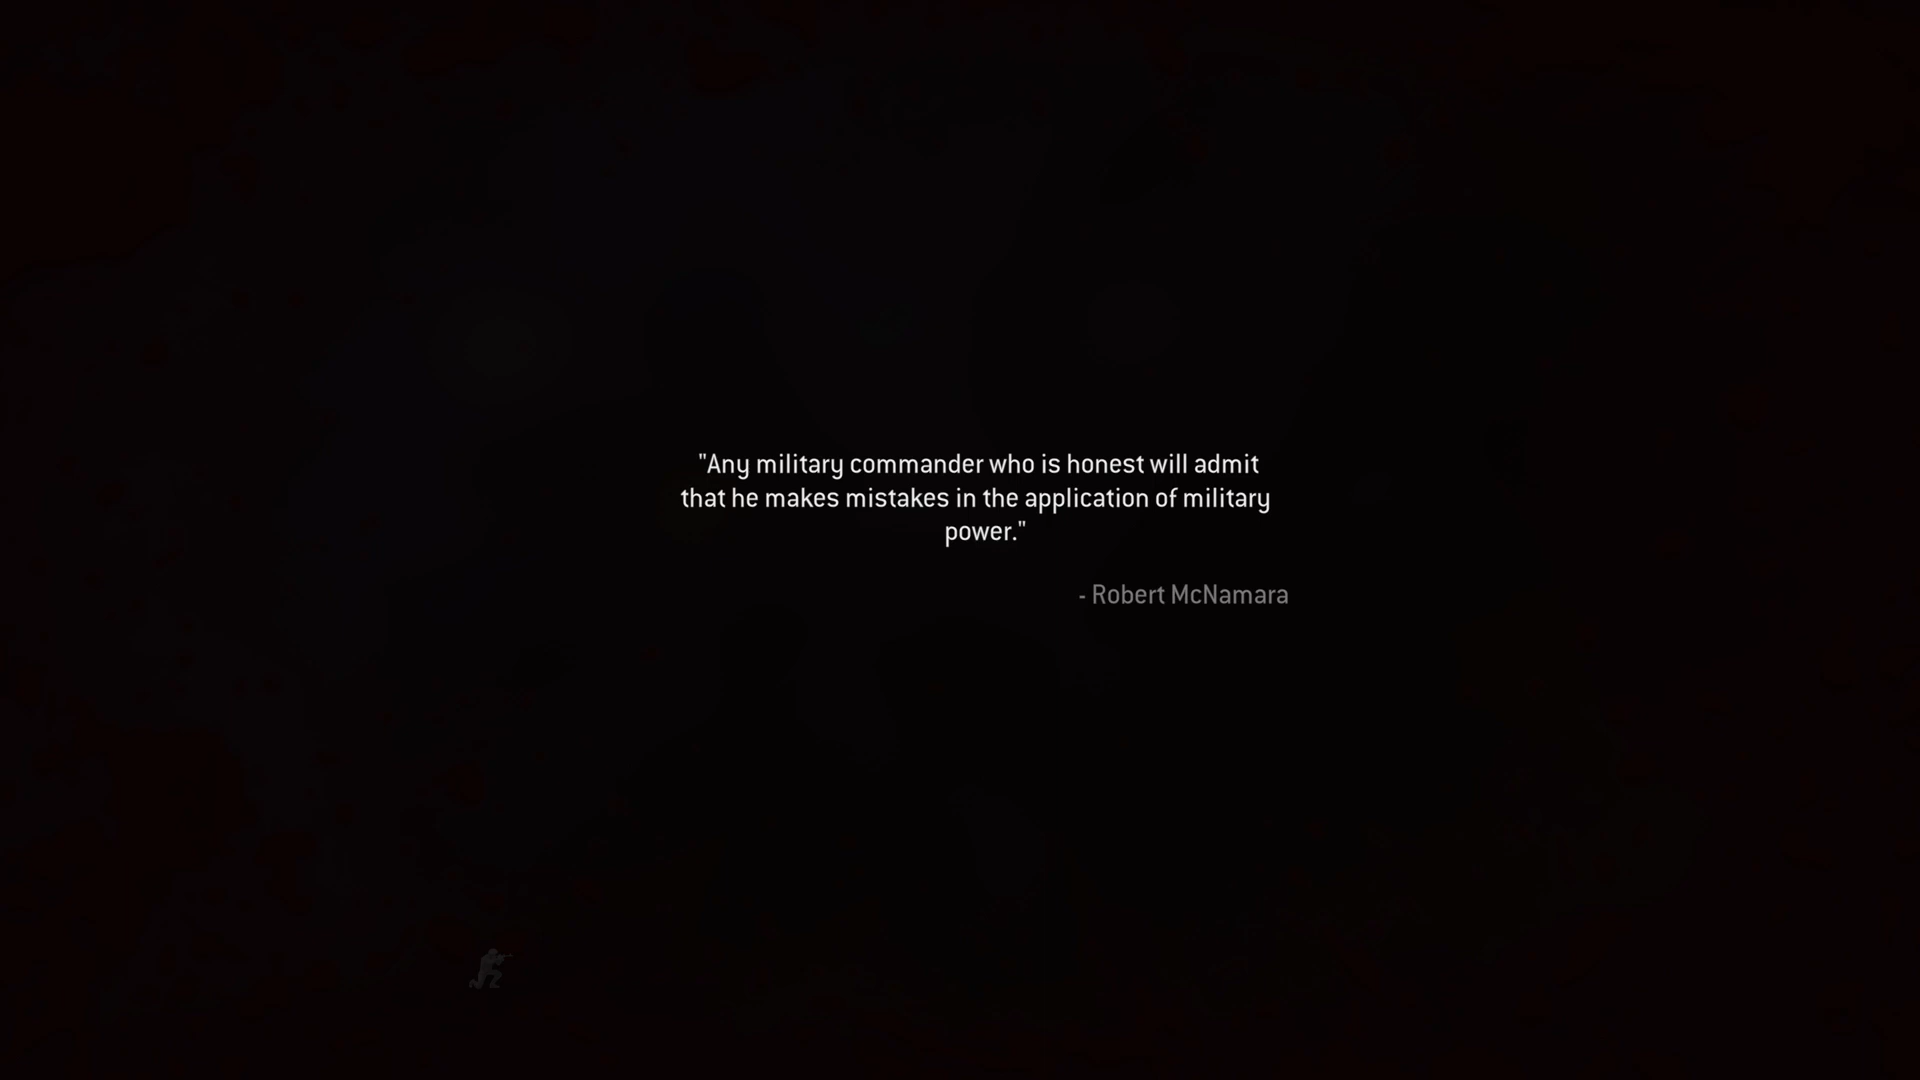 "Any military commander who is honest will admit
that he makes mistakes in the application of military
power."
- Robert McNamara